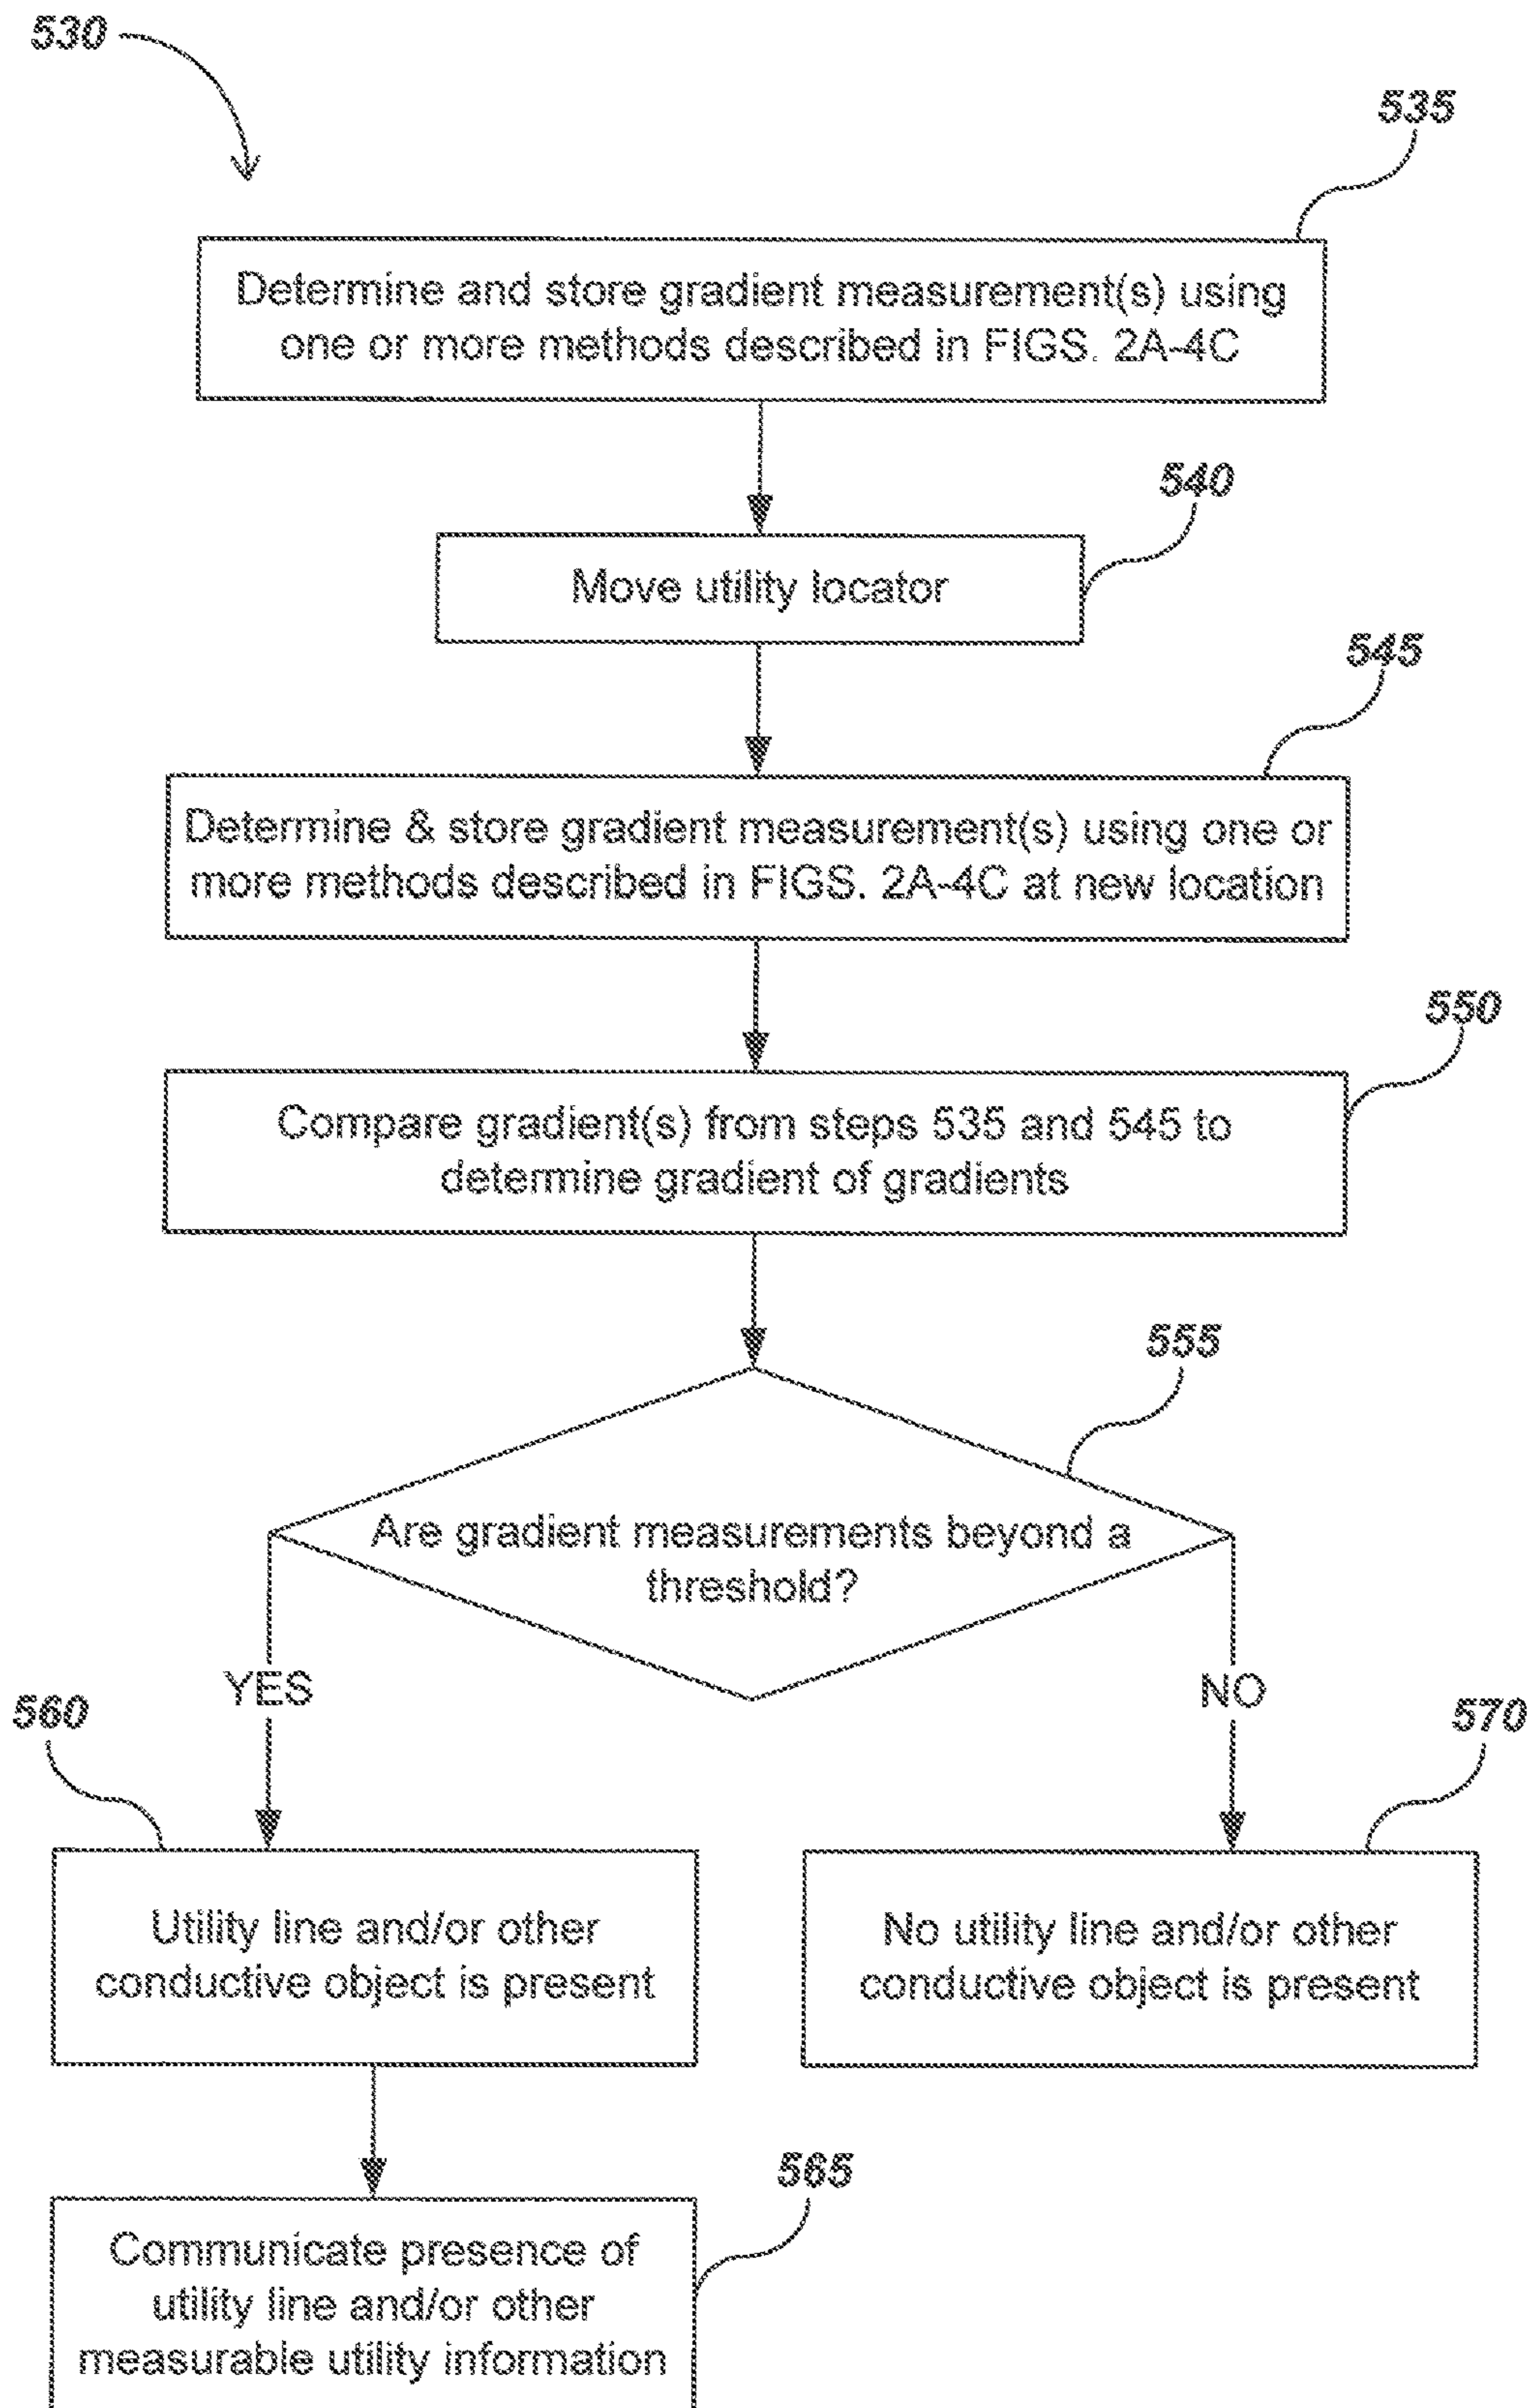 530
535
Determine and store gradient measurement(s) using
one or more methods described in FIGS. 2A-4C
540
Move utility locator
545
Determine & store gradient measurement(s) using one or
more methods described in FIGS. 2A-4C at new location
550
Compare gradient(s) from steps 535 and 545 to
determine gradient of gradients
555
Are gradient measurements beyond a
threshold?
YES
NO
560
570
Utility line and/or other
conductive object is present
No utility line and/or other
conductive object is present
565
Communicate presence of
utility line and/or other
measurable utility information